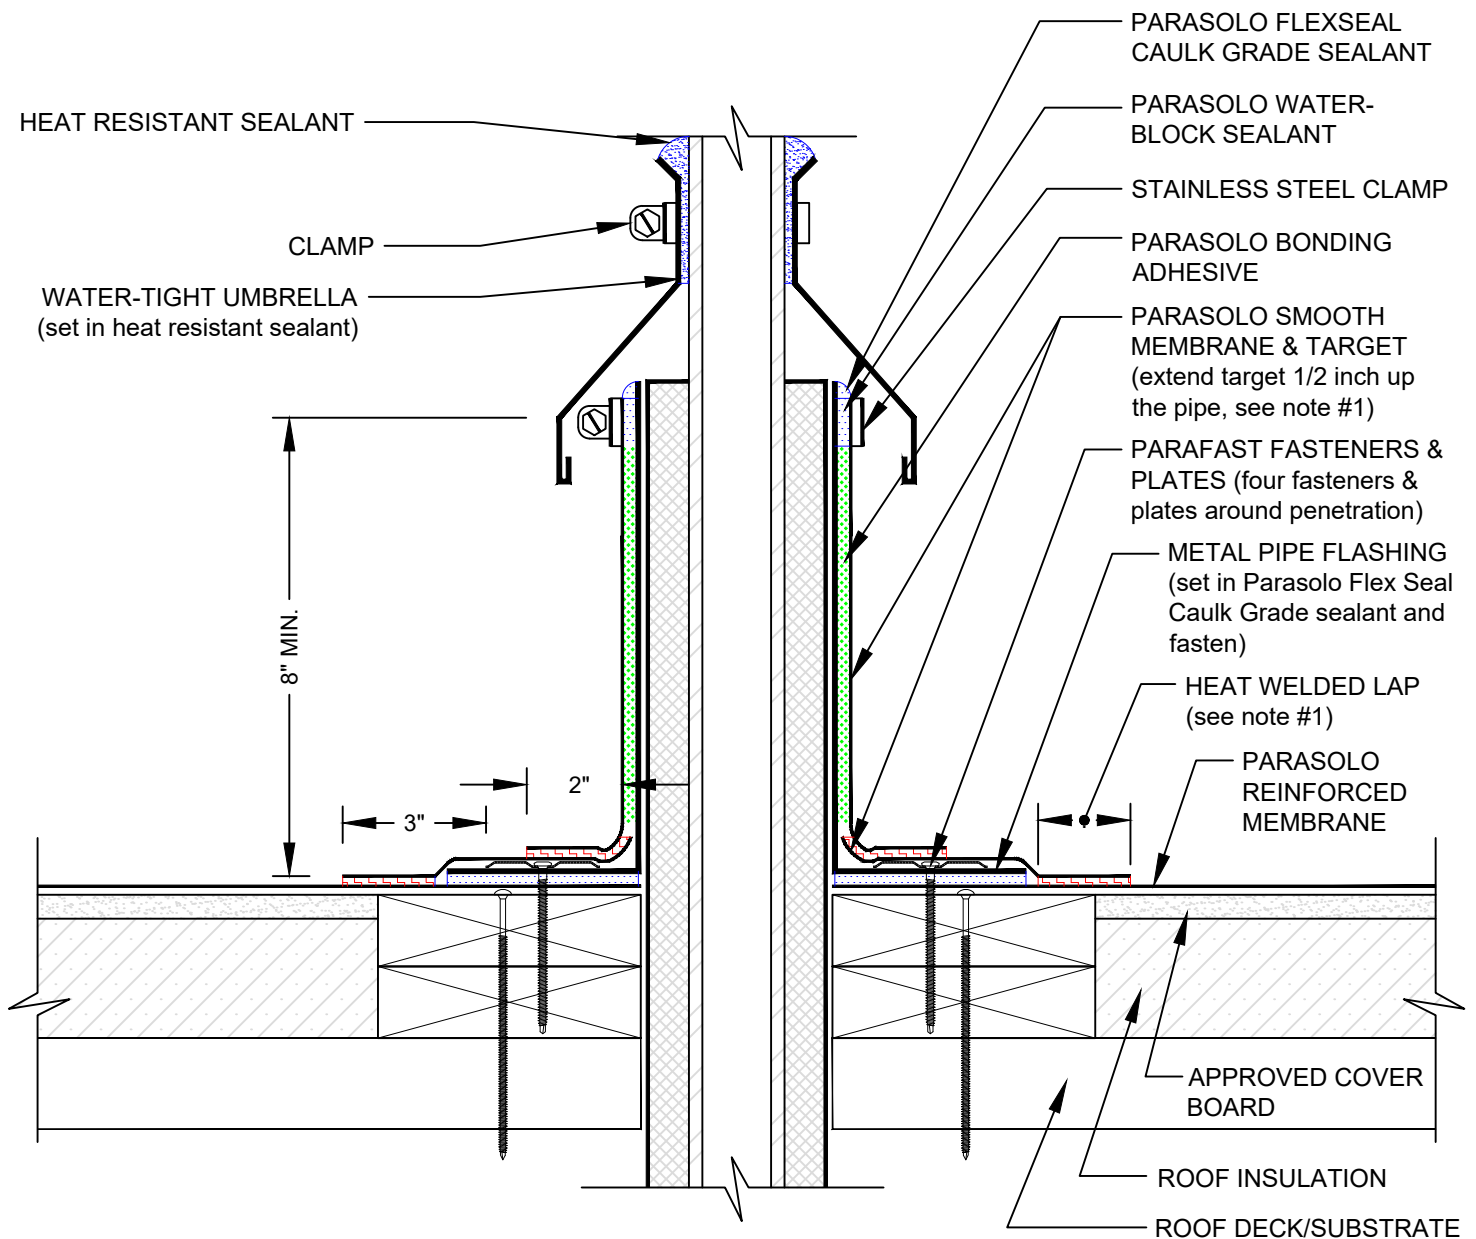 HEAT RESISTANT SEALANT
CLAMP
WATER-TIGHT UMBRELLA
(set in heat resistant sealant)
8" MIN.
3"
2"
PARASOLO FLEXSEAL
CAULK GRADE SEALANT
PARASOLO WATER-
BLOCK SEALANT
STAINLESS STEEL CLAMP
PARASOLO BONDING
ADHESIVE
PARASOLO SMOOTH
MEMBRANE & TARGET
(extend target 1/2 inch up
the pipe, see note #1)
PARAFAST FASTENERS &
PLATES (four fasteners &
plates around penetration)
METAL PIPE FLASHING
(set in Parasolo Flex Seal
Caulk Grade sealant and
fasten)
HEAT WELDED LAP
(see note #1)
PARASOLO
REINFORCED
MEMBRANE
APPROVED COVER
BOARD
ROOF INSULATION
ROOF DECK/SUBSTRATE